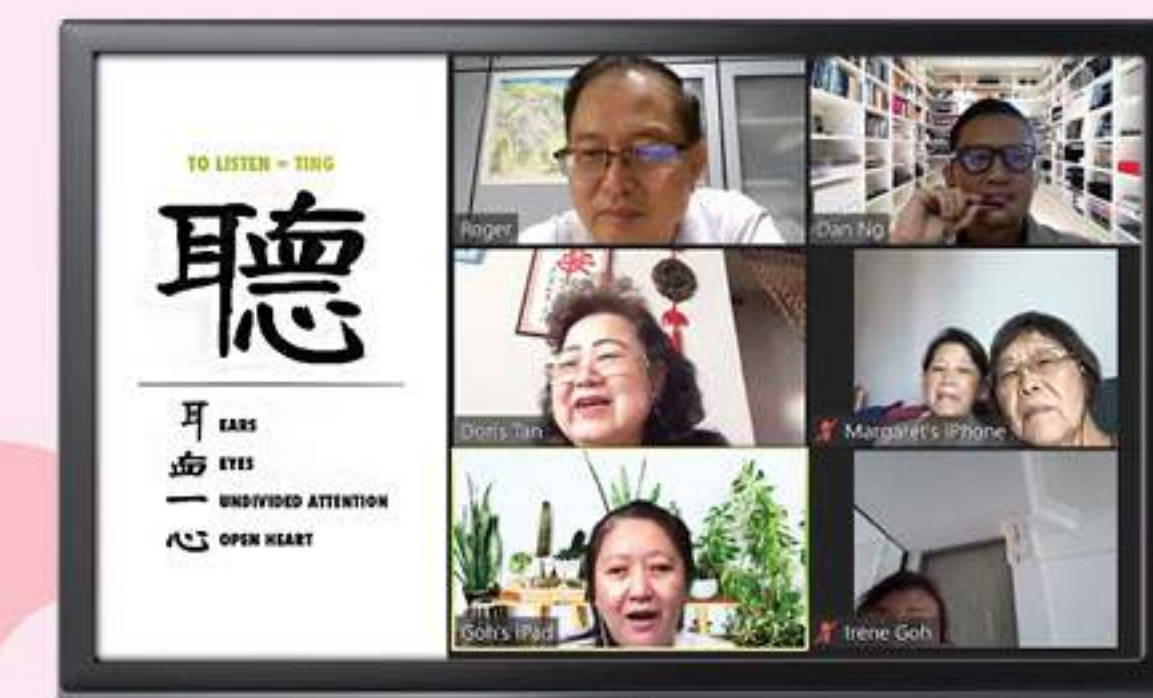 TO LISTEN = TING
聽
耳 EARS
EYES
一 UNDIVIDED ATTENTION
心 OPEN HEART
Roger
Dan Ng
Doris Tan
Margaret's iPhone
Goh's iPad
Irene Goh